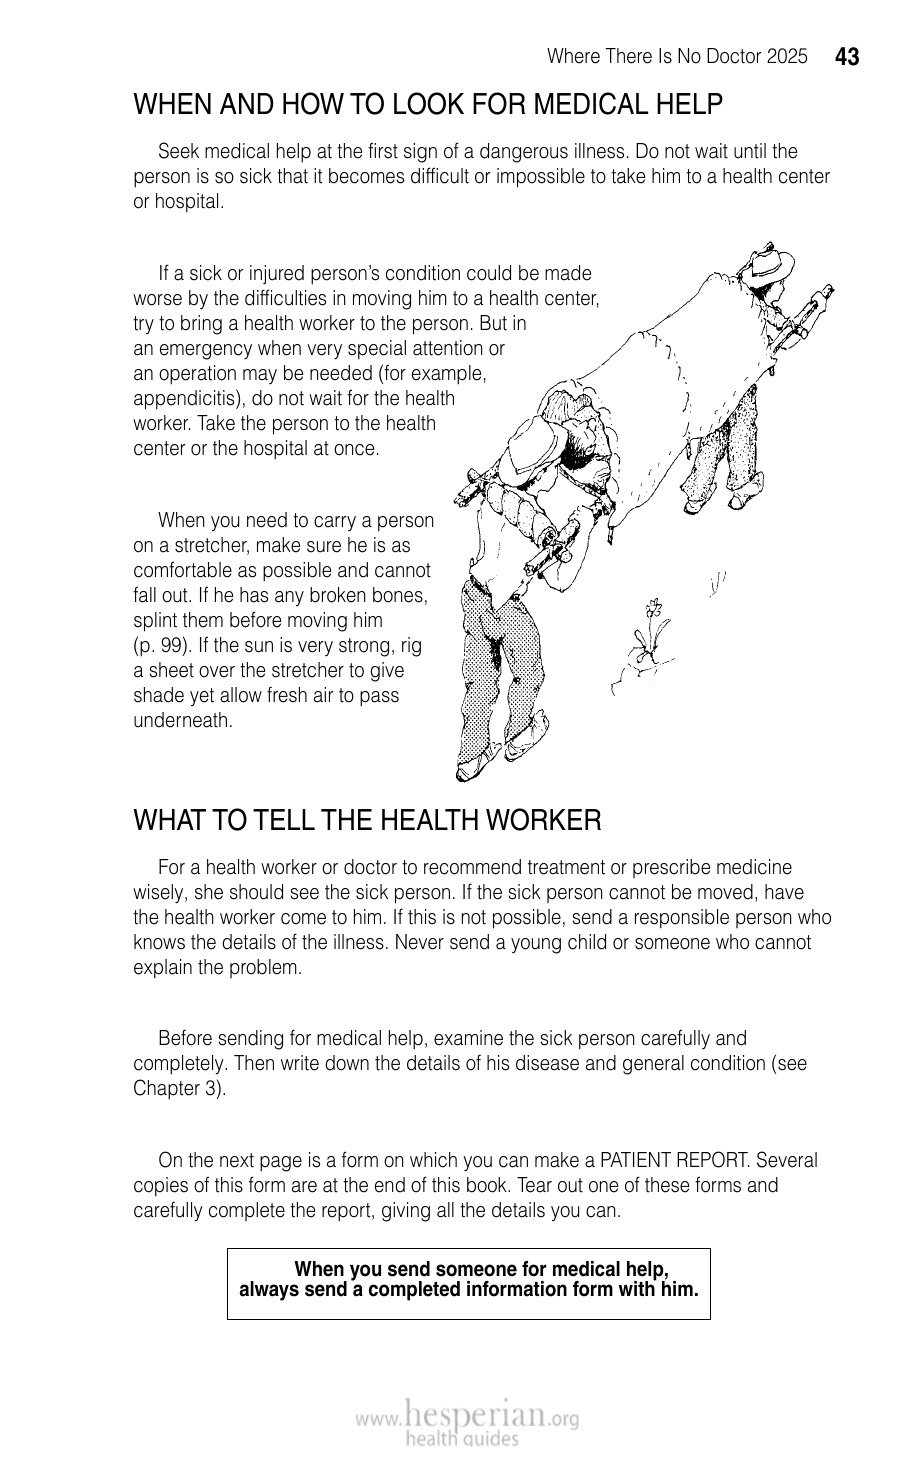 Where There Is No Doctor 2025 43
WHEN AND HOW TO LOOK FOR MEDICAL HELP
Seek medical help at the first sign of a dangerous illness. Do not wait until the
person is so sick that it becomes difficult or impossible to take him to a health center
or hospital.
If a sick or injured person’s condition could be made
worse by the difficulties in moving him to a health center,
try to bring a health worker to the person. But in
an emergency when very special attention or
an operation may be needed (for example,
appendicitis), do not wait for the health
worker. Take the person to the health
center or the hospital at once.
When you need to carry a person
on a stretcher, make sure he is as
comfortable as possible and cannot
fall out. If he has any broken bones,
splint them before moving him
(p. 99). If the sun is very strong, rig
a sheet over the stretcher to give
shade yet allow fresh air to pass
underneath.
WHAT TO TELL THE HEALTH WORKER
For a health worker or doctor to recommend treatment or prescribe medicine
wisely, she should see the sick person. If the sick person cannot be moved, have
the health worker come to him. If this is not possible, send a responsible person who
knows the details of the illness. Never send a young child or someone who cannot
explain the problem.
Before sending for medical help, examine the sick person carefully and
completely. Then write down the details of his disease and general condition (see
Chapter 3).
On the next page is a form on which you can make a PATIENT REPORT. Several
copies of this form are at the end of this book. Tear out one of these forms and
carefully complete the report, giving all the details you can.
When you send someone for medical help,
always send a completed information form with him.
www.hesperian.org
health guides